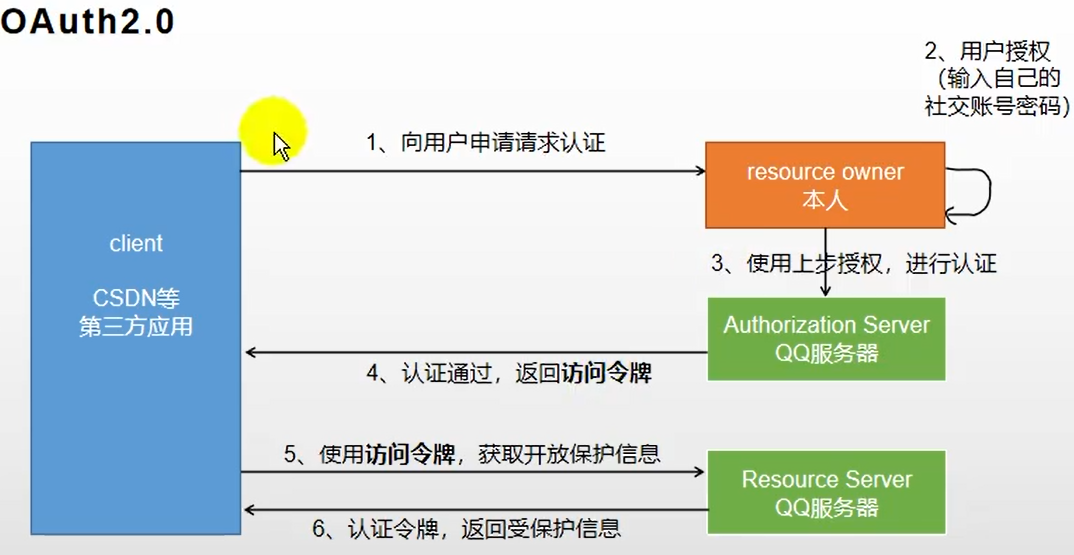 OAuth2.0
2、用户授权
（输入自己的
社交账号密码）
1、向用户申请请求认证
resource owner
本人
client
CSDN等
第三方应用
3、使用上步授权，进行认证
Authorization Server
QQ服务器
4、认证通过，返回访问令牌
5、使用访问令牌，获取开放保护信息
Resource Server
QQ服务器
6、认证令牌，返回受保护信息